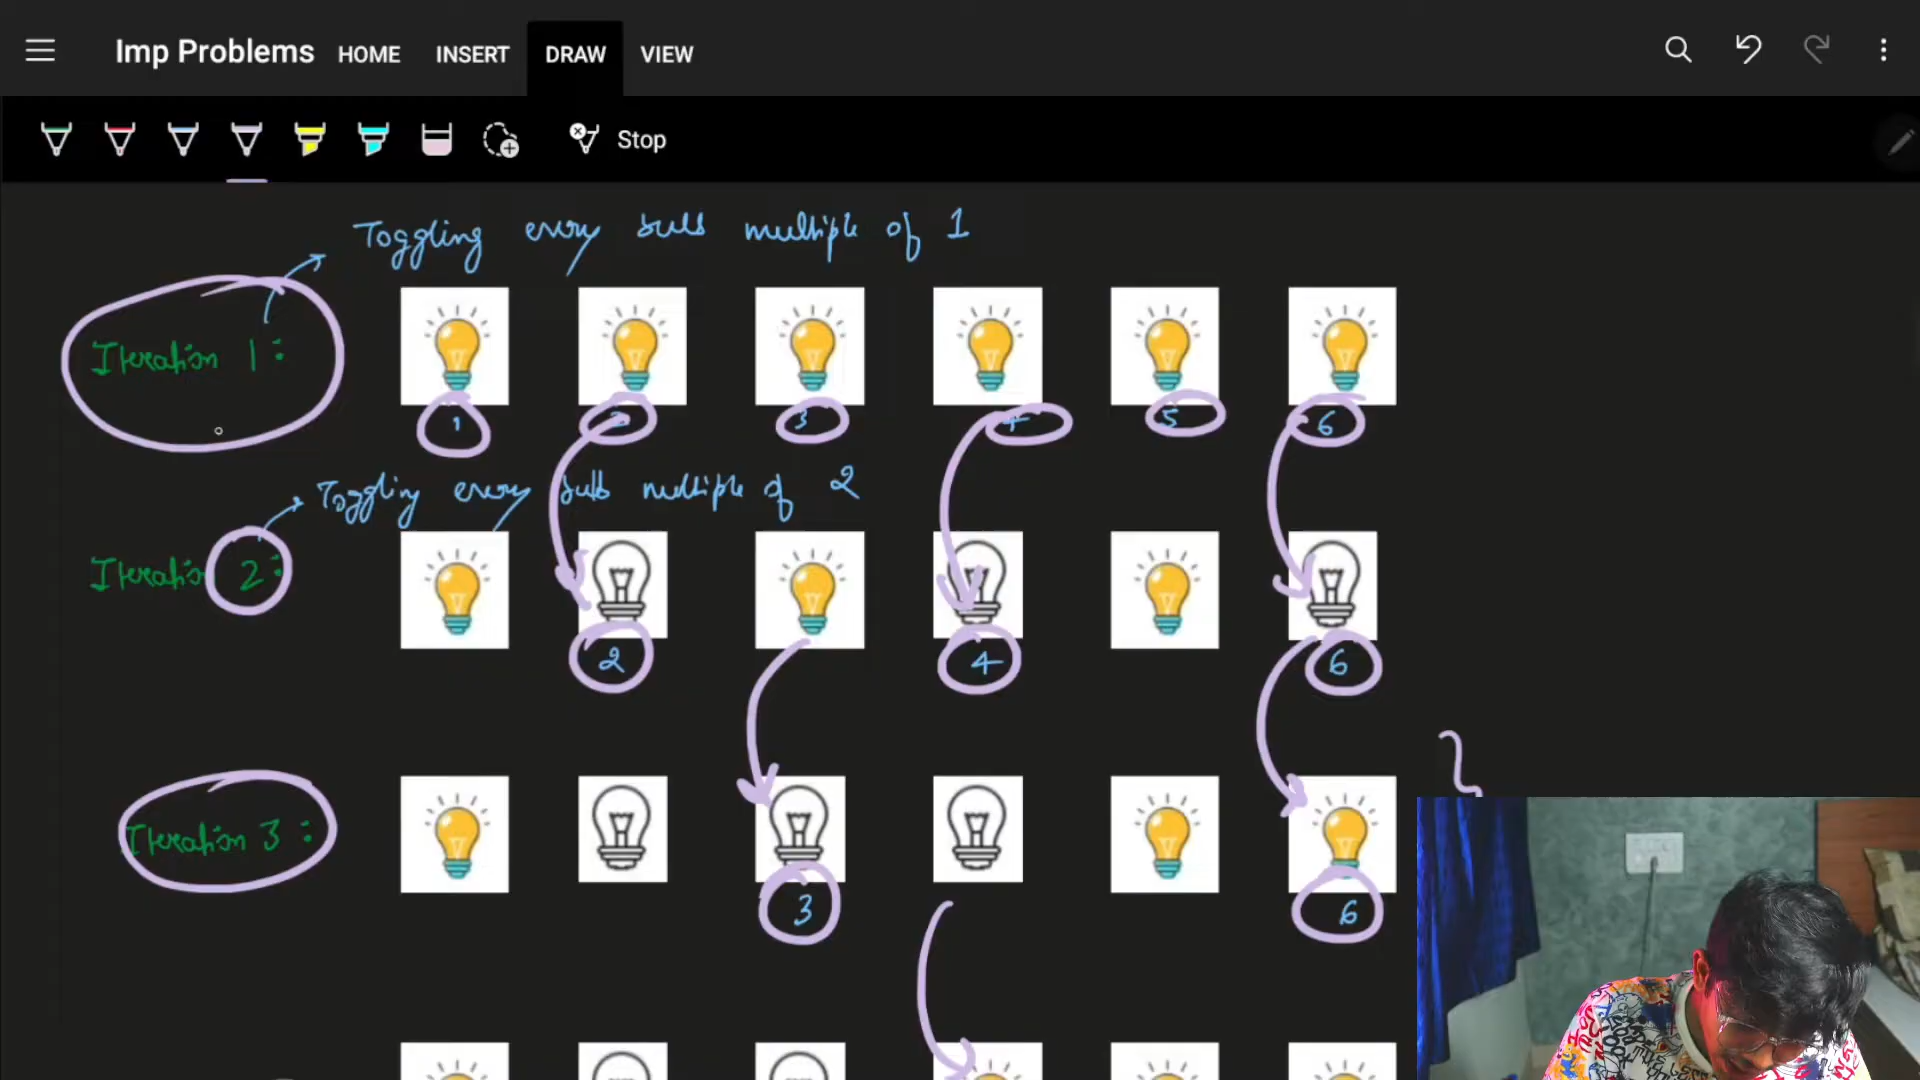 Imp Problems HOME INSERT DRAW VIEW
Stop
Toggling every bulb multiple of 1
Iteration 1:
1 2 3 4 5 6
Toggling every bulb multiple of 2
Iteration 2:
2 4 6
Iteration 3:
3 6